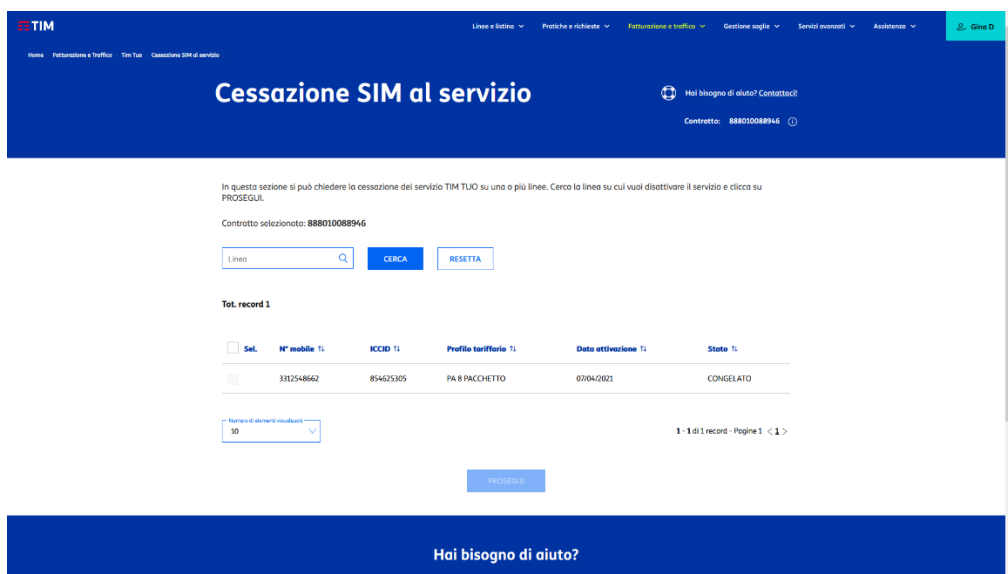 TIM
Linee e listino Pratiche e richieste Fatturazione e traffico Gestione soglie Servizi avanzati Assistenza Gina D
Home Fatturazione e Traffico Tim Tuo Cessazione SIM al servizio
Cessazione SIM al servizio
Hai bisogno di aiuto? Contattaci!
Contratto: 888010088946
In questa sezione si può chiedere la cessazione del servizio TIM TUO su una o più linee. Cerca la linea su cui vuoi disattivare il servizio e clicca su
PROSEGUI.
Contratto selezionato: 888010088946
Linea CERCA RESETTA
Tot. record 1
Sel. N° mobile ICCID Profilo tariffario Data attivazione Stato
3312548662 854625305 PA 8 PACCHETTO 07/04/2021 CONGELATO
Numero di elementi visualizzati
10
1 - 1 di 1 record - Pagine 1 < 1 >
PROSEGUI
Hai bisogno di aiuto?